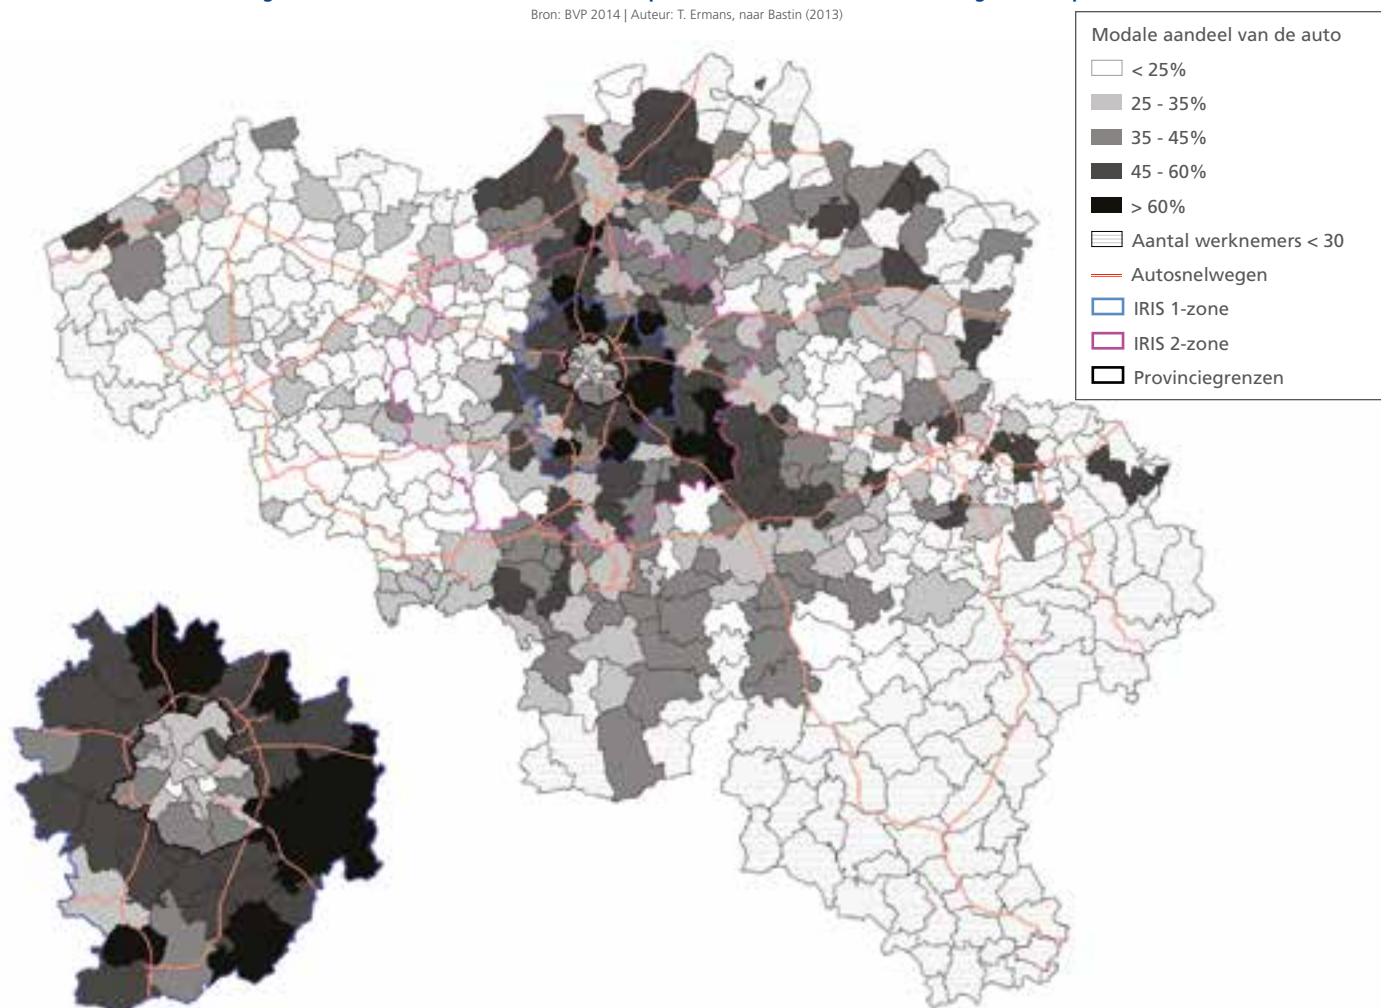 Bron: BVP 2014 | Auteur: T. Ermans, naar Bastin (2013)
Modale aandeel van de auto
< 25%
25 - 35%
35 - 45%
45 - 60%
> 60%
Aantal werknemers < 30
Autosnelwegen
IRIS 1-zone
IRIS 2-zone
Provinciegrenzen